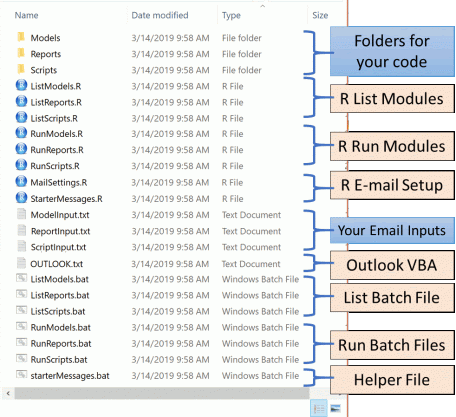 Name Date modified Type Size
Models 3/14/2019 9:58 AM File folder
Reports 3/14/2019 9:58 AM File folder
Scripts 3/14/2019 9:58 AM File folder
Folders for
your code
ListModels.R 3/14/2019 9:58 AM R File
ListReports.R 3/14/2019 9:58 AM R File
ListScripts.R 3/14/2019 9:58 AM R File
R List Modules
RunModels.R 3/14/2019 9:58 AM R File
RunReports.R 3/14/2019 9:58 AM R File
RunScripts.R 3/14/2019 9:58 AM R File
R Run Modules
MailSettings.R 3/14/2019 9:58 AM R File
StarterMessages.R 3/14/2019 9:58 AM R File
R E-mail Setup
ModelInput.txt 3/14/2019 9:58 AM Text Document
ReportInput.txt 3/14/2019 9:58 AM Text Document
ScriptInput.txt 3/14/2019 9:58 AM Text Document
Your Email Inputs
OUTLOOK.txt 3/14/2019 9:58 AM Text Document
Outlook VBA
ListModels.bat 3/14/2019 9:58 AM Windows Batch File
ListReports.bat 3/14/2019 9:58 AM Windows Batch File
ListScripts.bat 3/14/2019 9:58 AM Windows Batch File
List Batch File
RunModels.bat 3/14/2019 9:58 AM Windows Batch File
RunReports.bat 3/14/2019 9:58 AM Windows Batch File
RunScripts.bat 3/14/2019 9:58 AM Windows Batch File
Run Batch Files
starterMessages.bat 3/14/2019 9:58 AM Windows Batch File
Helper File